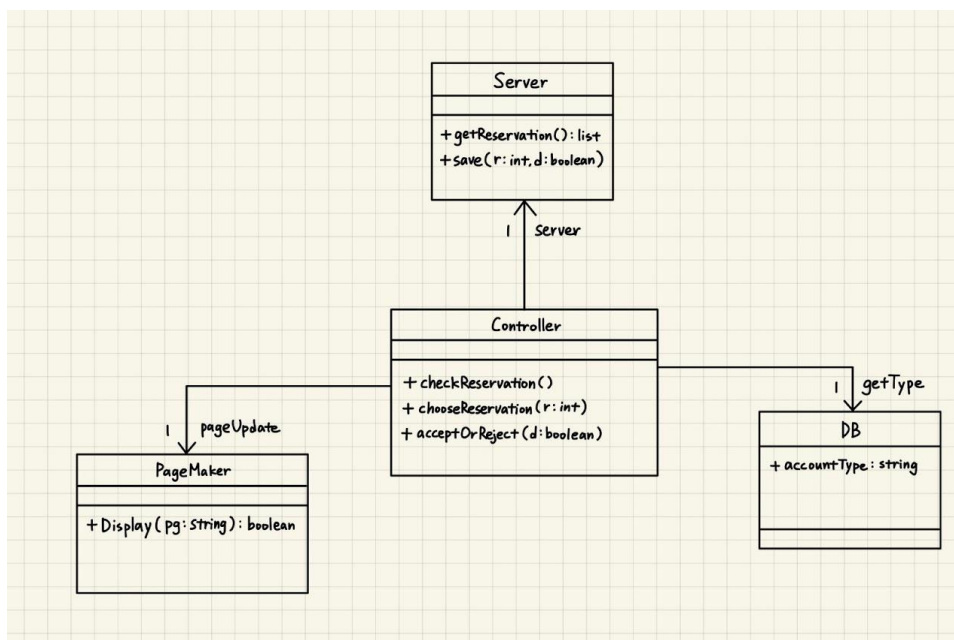 Server
+getReservation(): list
+save(r:int,d:boolean)
1 Server
Controller
+ checkReservation()
+ chooseReservation(r:int)
+ acceptOrReject(d:boolean)
1 pageUpdate
PageMaker
+Display(pg:string): boolean
1 getType
DB
+ accountType: string